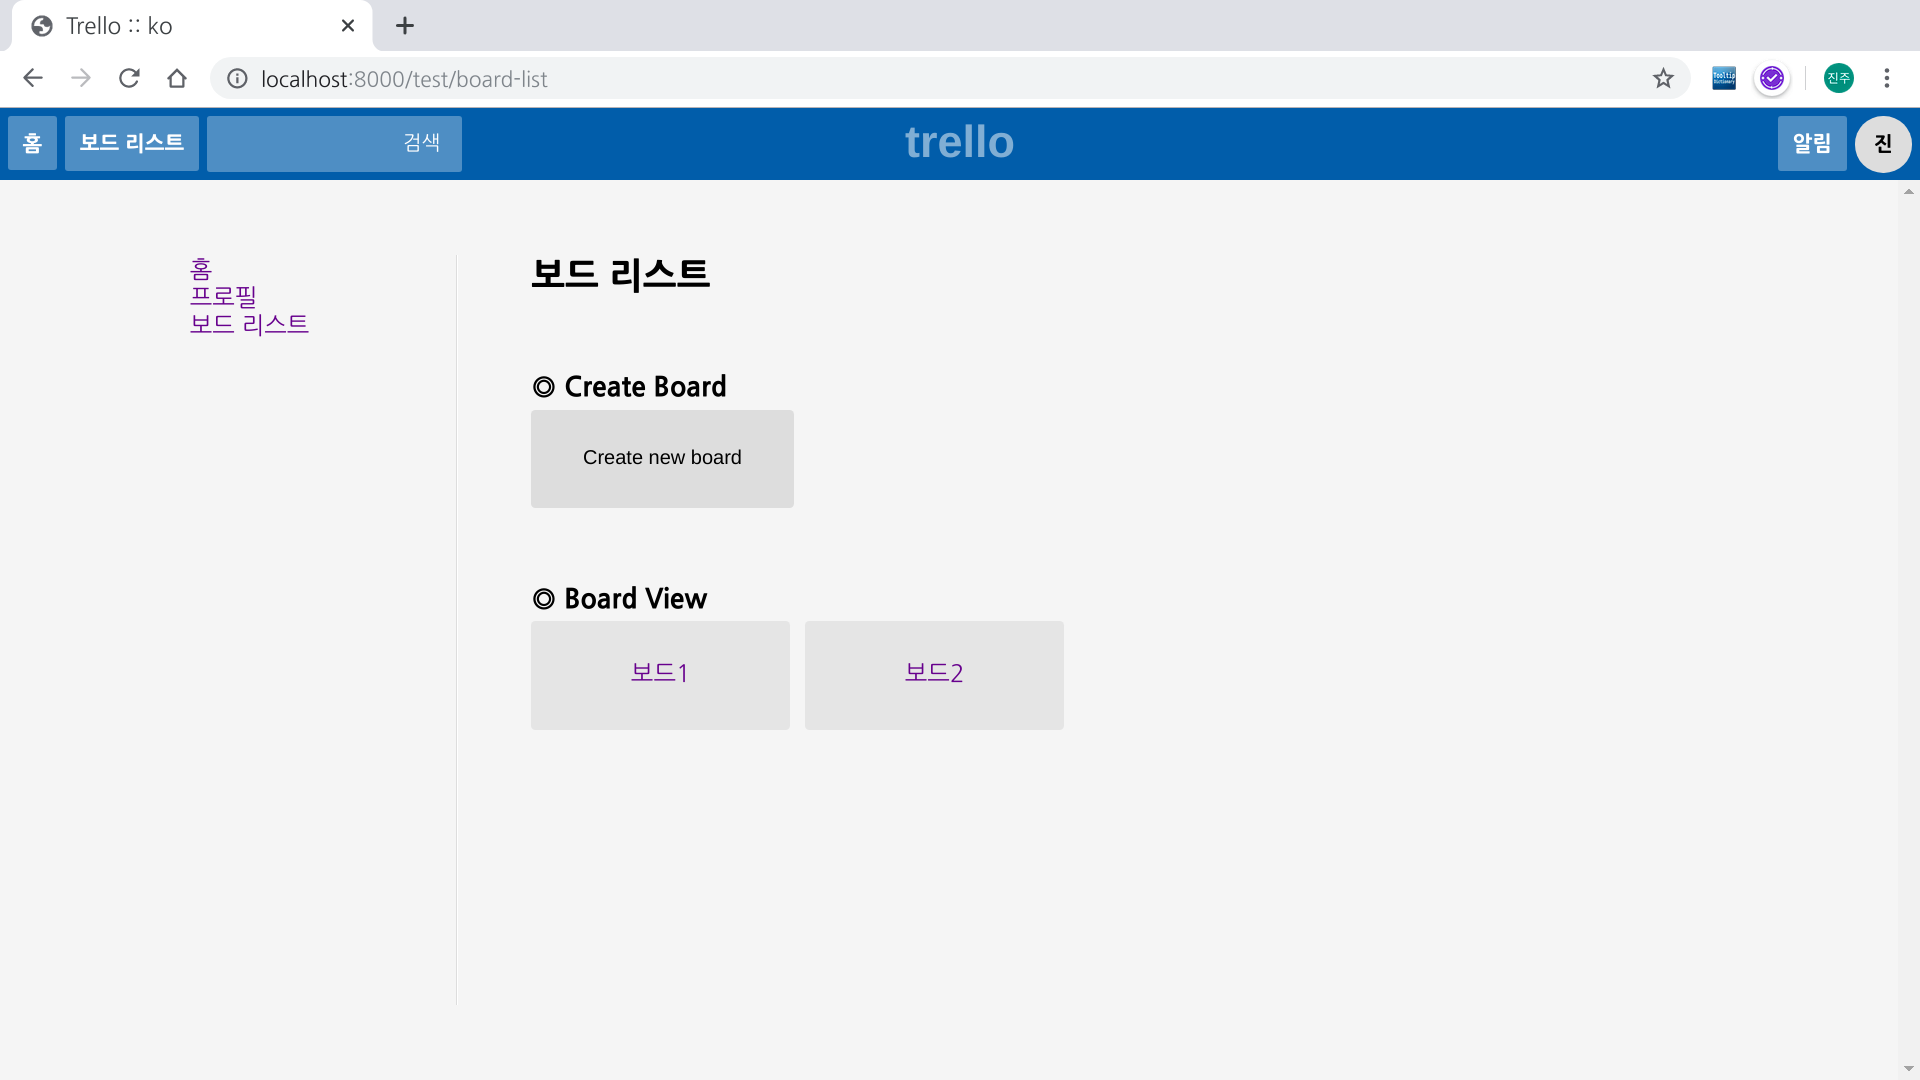 Trello :: ko
localhost:8000/test/board-list
Tooltip
Dictionary
진주
홈
보드 리스트
검색
trello
알림
진
홈
프로필
보드 리스트
보드 리스트
◎ Create Board
Create new board
◎ Board View
보드1
보드2